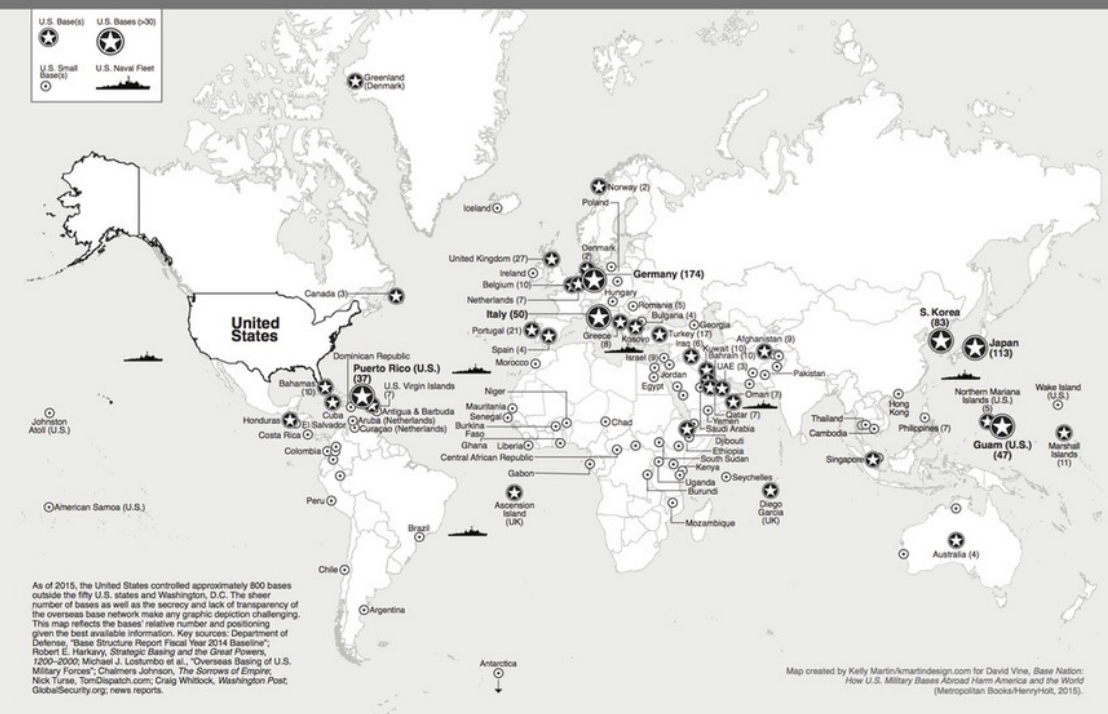 U.S. Base(s)
U.S. Bases (>30)
U.S. Small
Base(s)
U.S. Naval Fleet
Greenland
(Denmark)
Iceland
Norway (2)
Poland
Denmark
United Kingdom (27)
Ireland
Belgium (10)
Germany (174)
Netherlands (7)
Hungary
Italy (50)
Romania (5)
Bulgaria (4)
Portugal (21)
Greece
(8)
Kosovo
Turkey (17)
Georgia
Spain (4)
Morocco
Iraq (6)
Kuwait (10)
Afghanistan (9)
Israel (9)
Bahrain (10)
UAE (3)
Jordan
Pakistan
Egypt
Oman (7)
Qatar (7)
Yemen
Saudi Arabia
Canada (3)
United
States
Dominican Republic
Puerto Rico (U.S.)
(37)
Bahamas
(10)
U.S. Virgin Islands
(7)
Cuba
Antigua & Barbuda
Honduras
El Salvador
Aruba (Netherlands)
Curaçao (Netherlands)
Costa Rica
Colombia
Johnston
Atoll (U.S.)
American Samoa (U.S.)
Peru
Brazil
Chile
Argentina
Niger
Mauritania
Senegal
Burkina
Faso
Ghana
Liberia
Chad
Central African Republic
Gabon
Djibouti
Ethiopia
South Sudan
Kenya
Uganda
Burundi
Seychelles
Mozambique
Ascension
Island
(UK)
Diego
Garcia
(UK)
S. Korea
(83)
Japan
(113)
Northern Mariana
Islands (U.S.)
(5)
Wake Island
(U.S.)
Hong
Kong
Thailand
Cambodia
Philippines (7)
Guam (U.S.)
(47)
Marshall
Islands
(11)
Singapore
Australia (4)
Antarctica
As of 2015, the United States controlled approximately 800 bases
outside the fifty U.S. states and Washington, D.C. The sheer
number of bases as well as the secrecy and lack of transparency of
the overseas base network make any graphic depiction challenging.
This map reflects the bases' relative number and positioning
given the best available information. Key sources: Department of
Defense, "Base Structure Report Fiscal Year 2014 Baseline";
Robert E. Harkavy, Strategic Basing and the Great Powers,
1200–2000; Michael J. Lostumbo et al., "Overseas Basing of U.S.
Military Forces"; Chalmers Johnson, The Sorrows of Empire;
Nick Turse, TomDispatch.com; Craig Whitlock, Washington Post;
GlobalSecurity.org; news reports.
Map created by Kelly Martin/kmartindesign.com for David Vine, Base Nation:
How U.S. Military Bases Abroad Harm America and the World
(Metropolitan Books/HenryHolt, 2015).